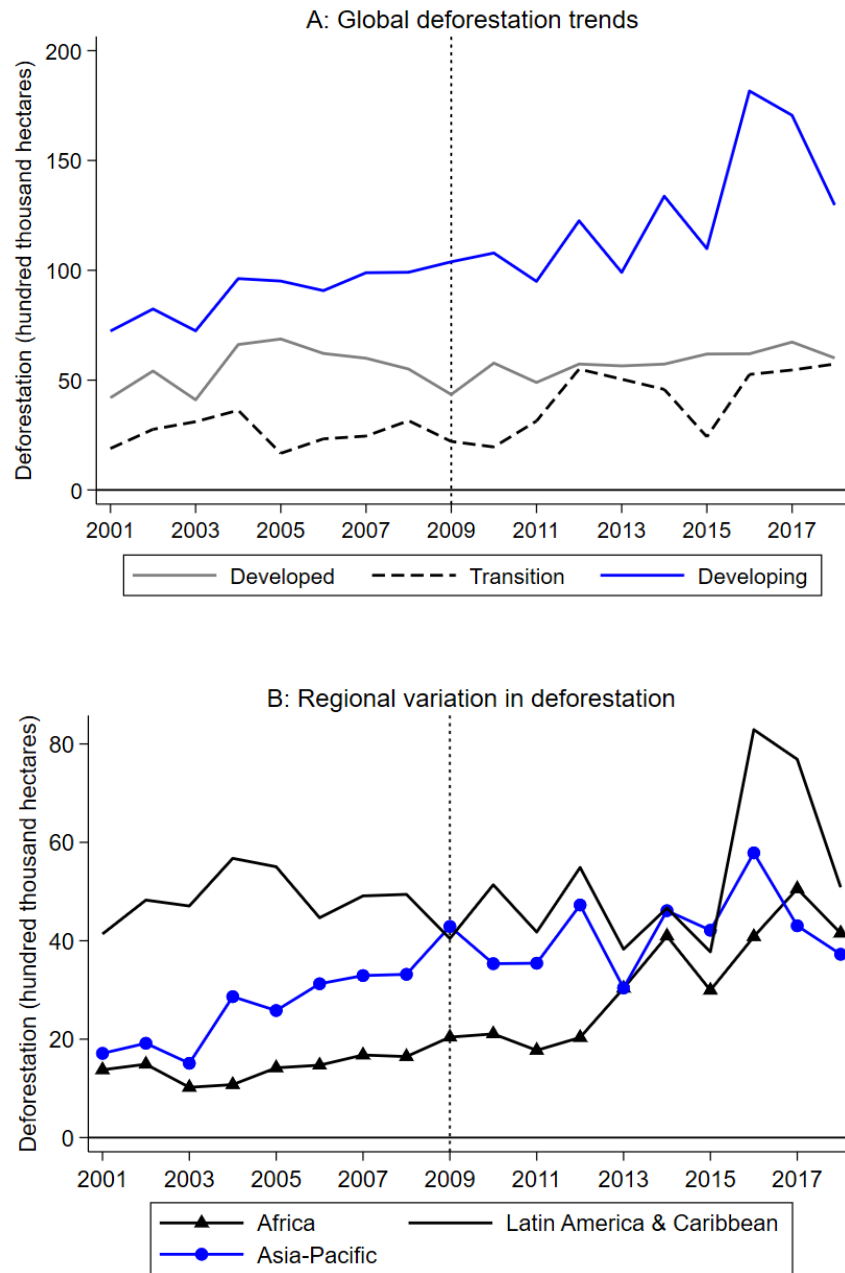 A: Global deforestation trends
Deforestation (hundred thousand hectares)
200
150
100
50
0
2001 2003 2005 2007 2009 2011 2013 2015 2017
Developed Transition Developing
B: Regional variation in deforestation
Deforestation (hundred thousand hectares)
80
60
40
20
0
2001 2003 2005 2007 2009 2011 2013 2015 2017
Africa Latin America & Caribbean
Asia-Pacific